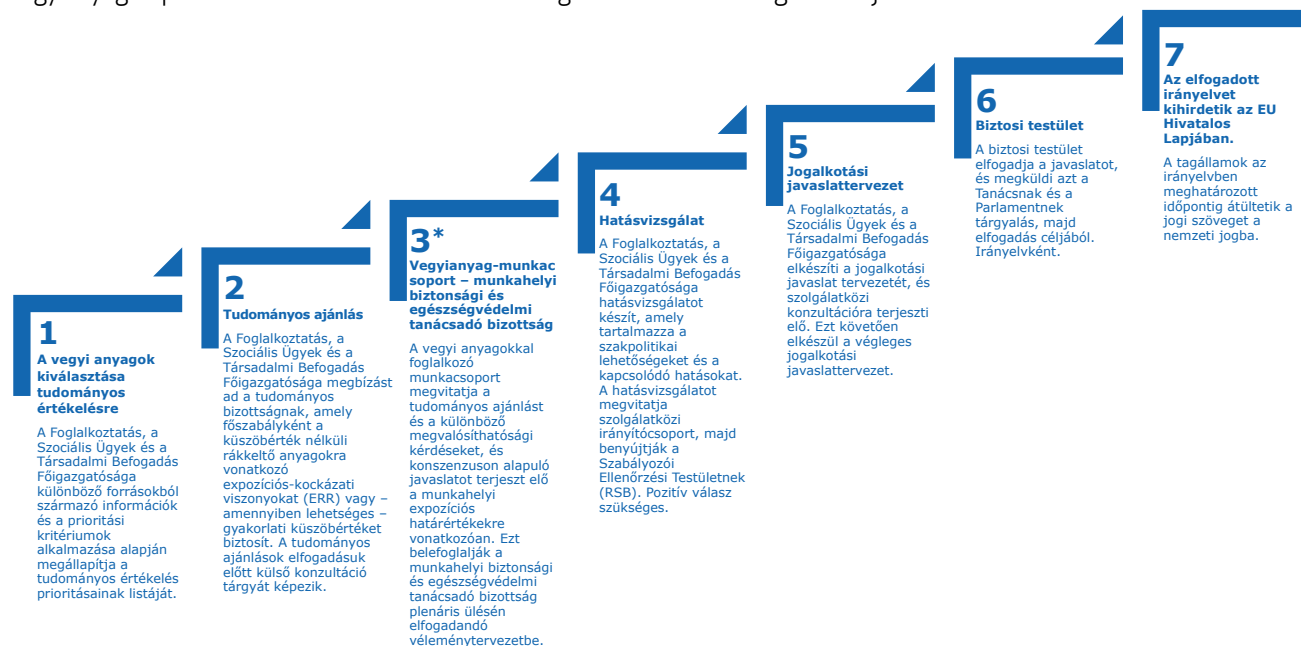 1
A vegyi anyagok
kiválasztása
tudományos
értékelésre
A Foglalkoztatás, a
Szociális Ügyek és a
Társadalmi Befogadás
Főigazgatósága
különböző forrásokból
származó információk
és a prioritási
kritériumok
alkalmazása alapján
megállapítja a
tudományos értékelés
prioritásainak listáját.
2
Tudományos ajánlás
A Foglalkoztatás, a
Szociális Ügyek és a
Társadalmi Befogadás
Főigazgatósága megbízást
ad a tudományos
bizottságnak, amely
főszabályként a
küszöbérték nélküli
rákkeltő anyagokra
vonatkozó
expozíciós-kockázati
viszonyokat (ERR) vagy –
amennyiben lehetséges –
gyakorlati küszöbértéket
biztosít. A tudományos
ajánlások elfogadásuk
előtt külső konzultáció
tárgyát képezik.
3*
Vegyianyag-munkac
soport – munkahelyi
biztonsági és
egészségvédelmi
tanácsadó bizottság
A vegyi anyagokkal
foglalkozó
munkacsoport
megvitatja a
tudományos ajánlást
és a különböző
megvalósíthatósági
kérdéseket, és
konszenzuson alapuló
javaslatot terjeszt elő
a munkahelyi
expozíciós
határértékekre
vonatkozóan. Ezt
belefoglalják a
munkahelyi biztonsági
és egészségvédelmi
tanácsadó bizottság
plenáris ülésén
elfogadandó
véleménytervezetbe.
4
Hatásvizsgálat
A Foglalkoztatás, a
Szociális Ügyek és a
Társadalmi Befogadás
Főigazgatósága
hatásvizsgálatot
készít, amely
tartalmazza a
szakpolitikai
lehetőségeket és a
kapcsolódó hatásokat.
A hatásvizsgálatot
megvitatja
szolgálatközi
irányítócsoport, majd
benyújtják a
Szabályozói
Ellenőrzési Testületnek
(RSB). Pozitív válasz
szükséges.
5
Jogalkotási
javaslattervezet
A Foglalkoztatás, a
Szociális Ügyek és a
Társadalmi Befogadás
Főigazgatósága
elkészíti a jogalkotási
javaslat tervezetét, és
szolgálatközi
konzultációra terjeszti
elő. Ezt követően
elkészül a végleges
jogalkotási
javaslattervezet.
6
Biztosi testület
A biztosi testület
elfogadja a javaslatot,
és megküldi azt a
Tanácsnak és a
Parlamentnek
tárgyalás, majd
elfogadás céljából.
Irányelvként.
7
Az elfogadott
irányelvet
kihirdetik az EU
Hivatalos
Lapjában.
A tagállamok az
irányelvben
meghatározott
időpontig átültetik a
jogi szöveget a
nemzeti jogba.